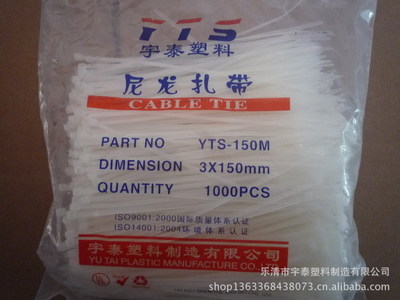 YTS
宇泰塑料
尼龙扎带
CABLE TIE
PART NO YTS-150M
DIMENSION 3X150mm
QUANTITY 1000PCS
ISO9001:2000国际质量体系认证
ISO14001:2004环境体系认证
宇泰塑料制造有限公司
YU TAI PLASTIC MANUFACTURE CO.,LTD
乐清市宇泰塑料制造有限公司
shop1363368438073.1688.com